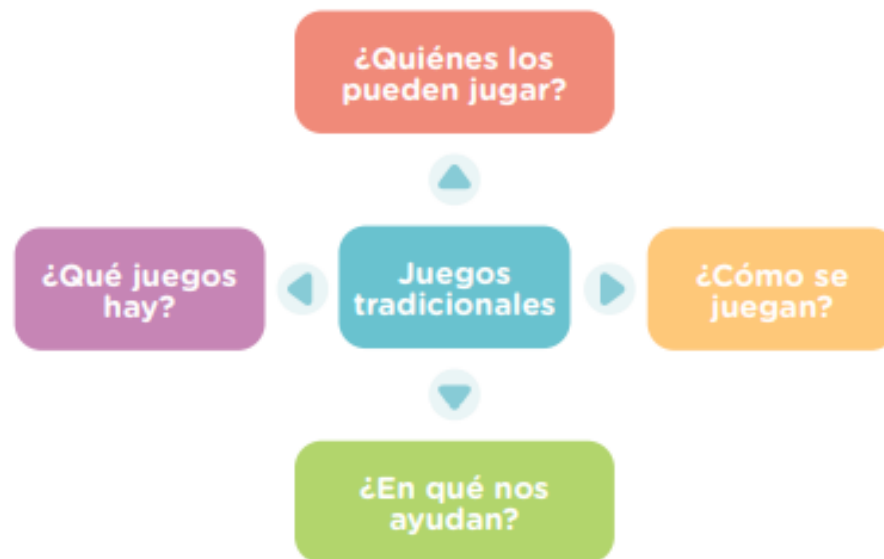 ¿Quiénes los
pueden jugar?
¿Qué juegos
hay?
Juegos
tradicionales
¿Cómo se
juegan?
¿En qué nos
ayudan?